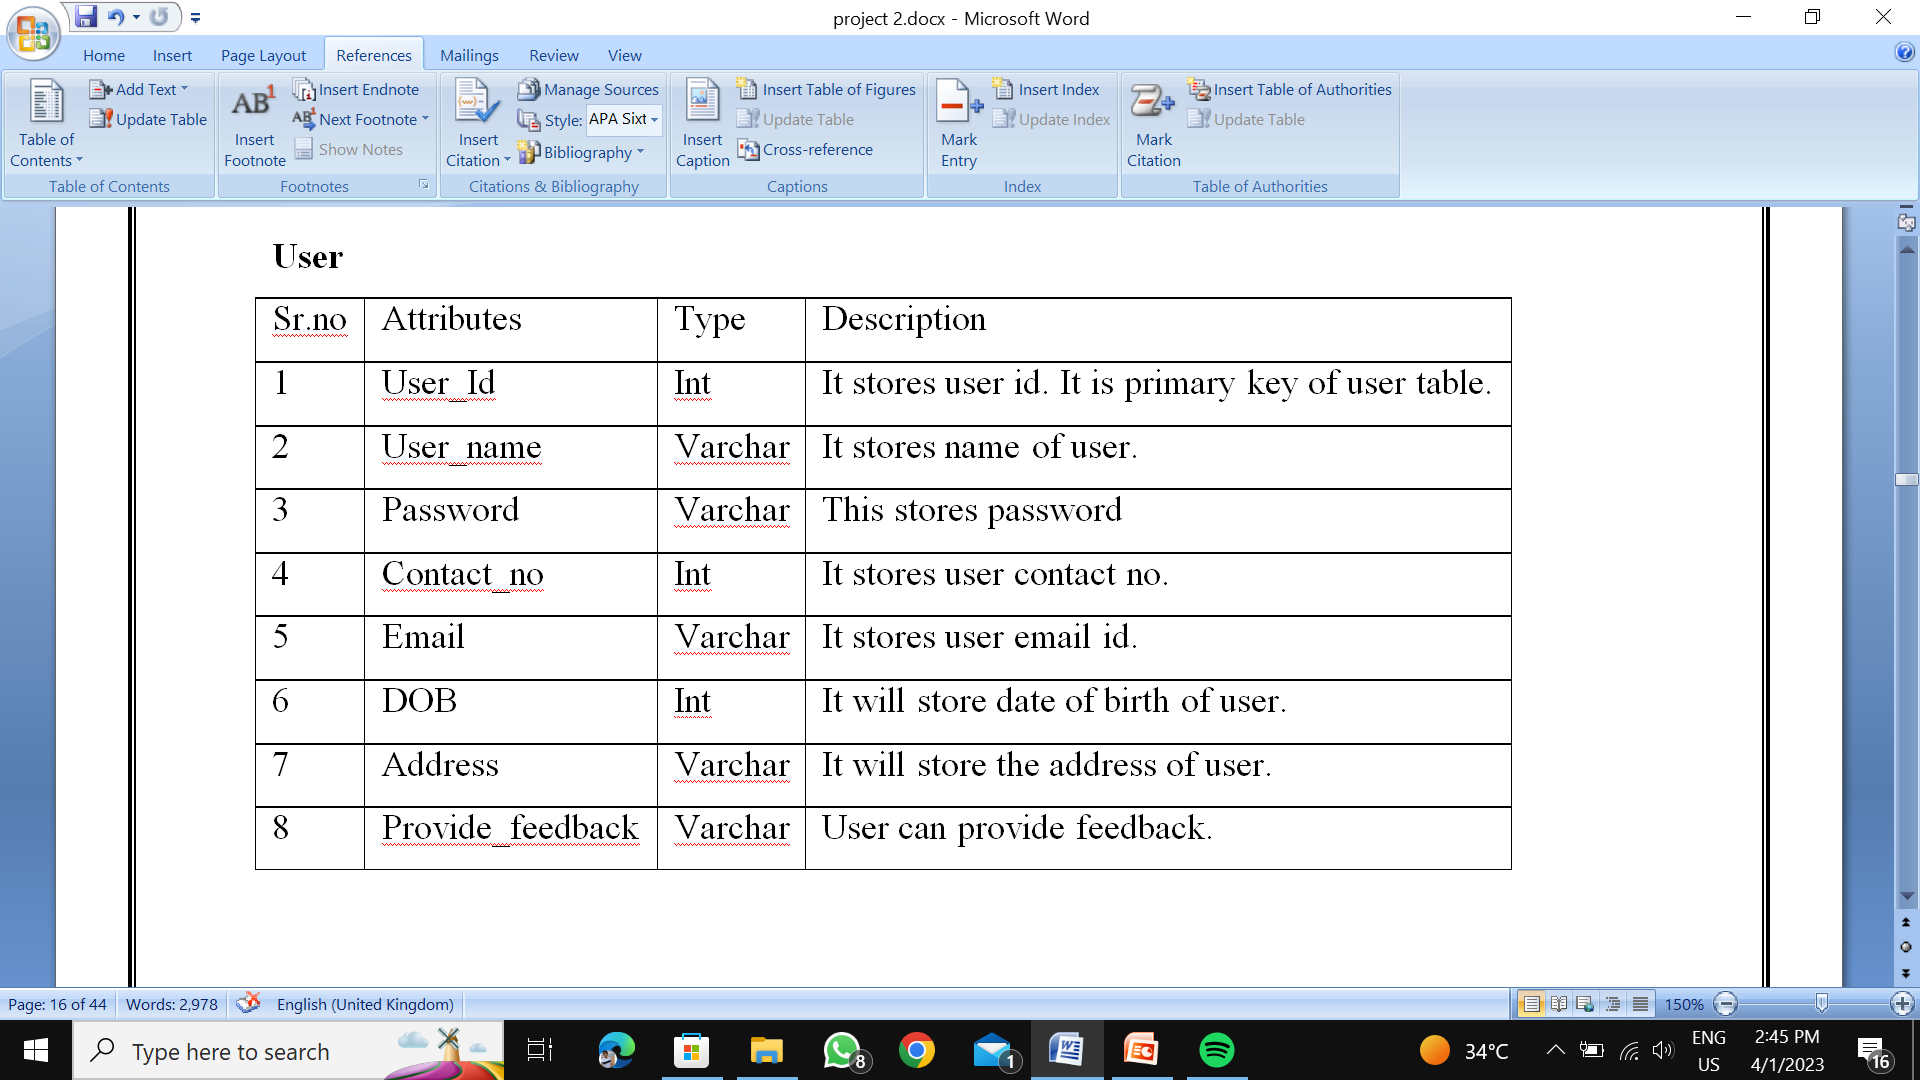 project 2.docx - Microsoft Word
Home Insert Page Layout References Mailings Review View
Table of Contents
Add Text
Update Table
Table of Contents
AB1
Insert Footnote
Insert Endnote
Next Footnote
Show Notes
Footnotes
Insert Citation
Manage Sources
Style: APA Sixt
Bibliography
Citations & Bibliography
Insert Caption
Insert Table of Figures
Update Table
Cross-reference
Captions
Mark Entry
Insert Index
Update Index
Index
Mark Citation
Insert Table of Authorities
Update Table
Table of Authorities
User
Sr.no Attributes Type Description
1 User_Id Int It stores user id. It is primary key of user table.
2 User_name Varchar It stores name of user.
3 Password Varchar This stores password
4 Contact_no Int It stores user contact no.
5 Email Varchar It stores user email id.
6 DOB Int It will store date of birth of user.
7 Address Varchar It will store the address of user.
8 Provide_feedback Varchar User can provide feedback.
Page: 16 of 44 Words: 2,978 English (United Kingdom) 150%
Type here to search 8 1 34°C ENG US 2:45 PM 4/1/2023 16